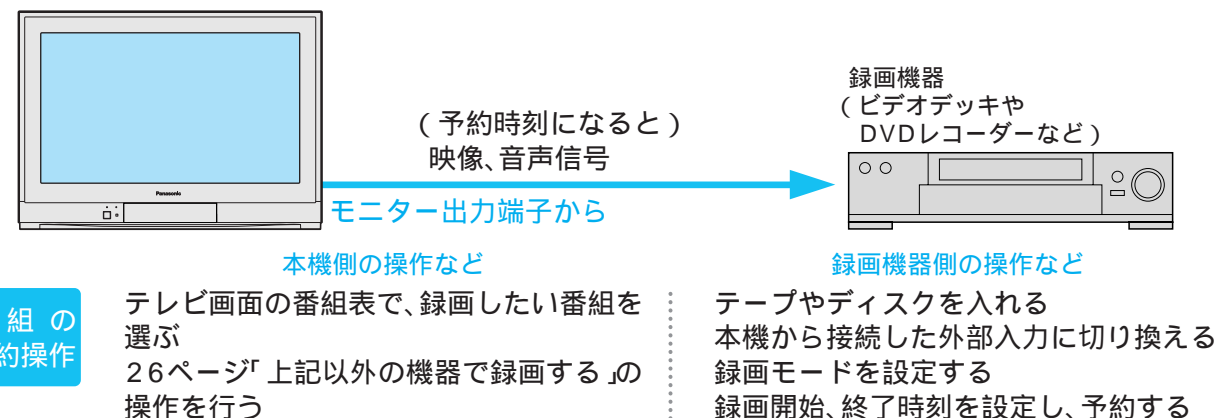 Panasonic
(予約時刻になると)
映像、音声信号
モニター出力端子から
録画機器
(ビデオデッキや
DVDレコーダーなど)
本機側の操作など
組の
約操作
テレビ画面の番組表で、録画したい番組を
選ぶ
26ページ「上記以外の機器で録画する」の
操作を行う
録画機器側の操作など
テープやディスクを入れる
本機から接続した外部入力に切り換える
録画モードを設定する
録画開始、終了時刻を設定し、予約する